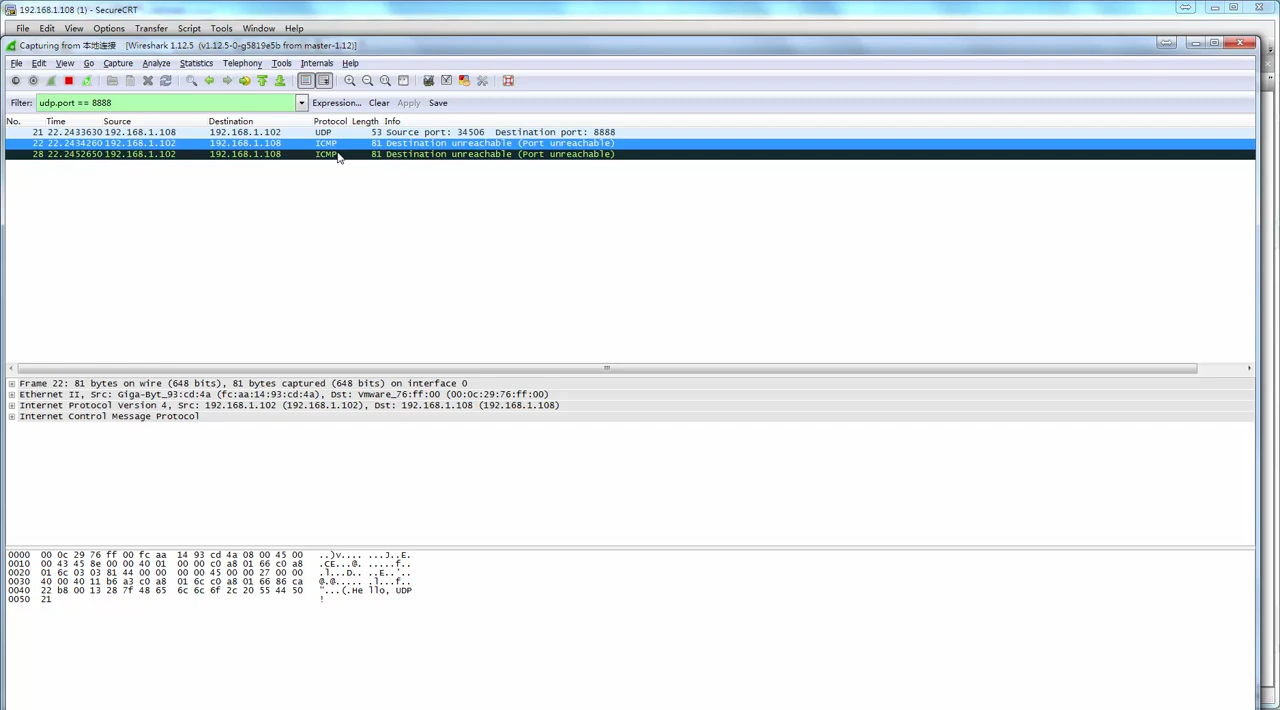 192.168.1.108 (1) - SecureCRT
File Edit View Options Transfer Script Tools Window Help
Capturing from 本地连接 [Wireshark 1.12.5 (v1.12.5-0-g5819e5b from master-1.12)]
File Edit View Go Capture Analyze Statistics Telephony Tools Internals Help
Filter: udp.port == 8888 Expression... Clear Apply Save
No. Time Source Destination Protocol Length Info
21 22.2433630 192.168.1.108 192.168.1.102 UDP 53 Source port: 34506 Destination port: 8888
22 22.2434260 192.168.1.102 192.168.1.108 ICMP 81 Destination unreachable (Port unreachable)
28 22.2452650 192.168.1.102 192.168.1.108 ICMP 81 Destination unreachable (Port unreachable)
Frame 22: 81 bytes on wire (648 bits), 81 bytes captured (648 bits) on interface 0
Ethernet II, Src: Giga-Byt_93:cd:4a (fc:aa:14:93:cd:4a), Dst: Vmware_76:ff:00 (00:0c:29:76:ff:00)
Internet Protocol Version 4, Src: 192.168.1.102 (192.168.1.102), Dst: 192.168.1.108 (192.168.1.108)
Internet Control Message Protocol
0000 00 0c 29 76 ff 00 fc aa 14 93 cd 4a 08 00 45 00 ..)v.... ...J..E.
0010 00 43 45 8e 00 00 40 01 00 00 c0 a8 01 66 c0 a8 .CE...@. .....f..
0020 01 6c 03 03 81 44 00 00 00 00 45 00 00 27 00 00 .l...D.. ..E..'..
0030 40 00 40 11 b6 a3 c0 a8 01 6c c0 a8 01 66 86 ca @.@..... .l...f..
0040 22 b8 00 13 28 7f 48 65 6c 6c 6f 2c 20 55 44 50 "...(.He llo, UDP
0050 21 !